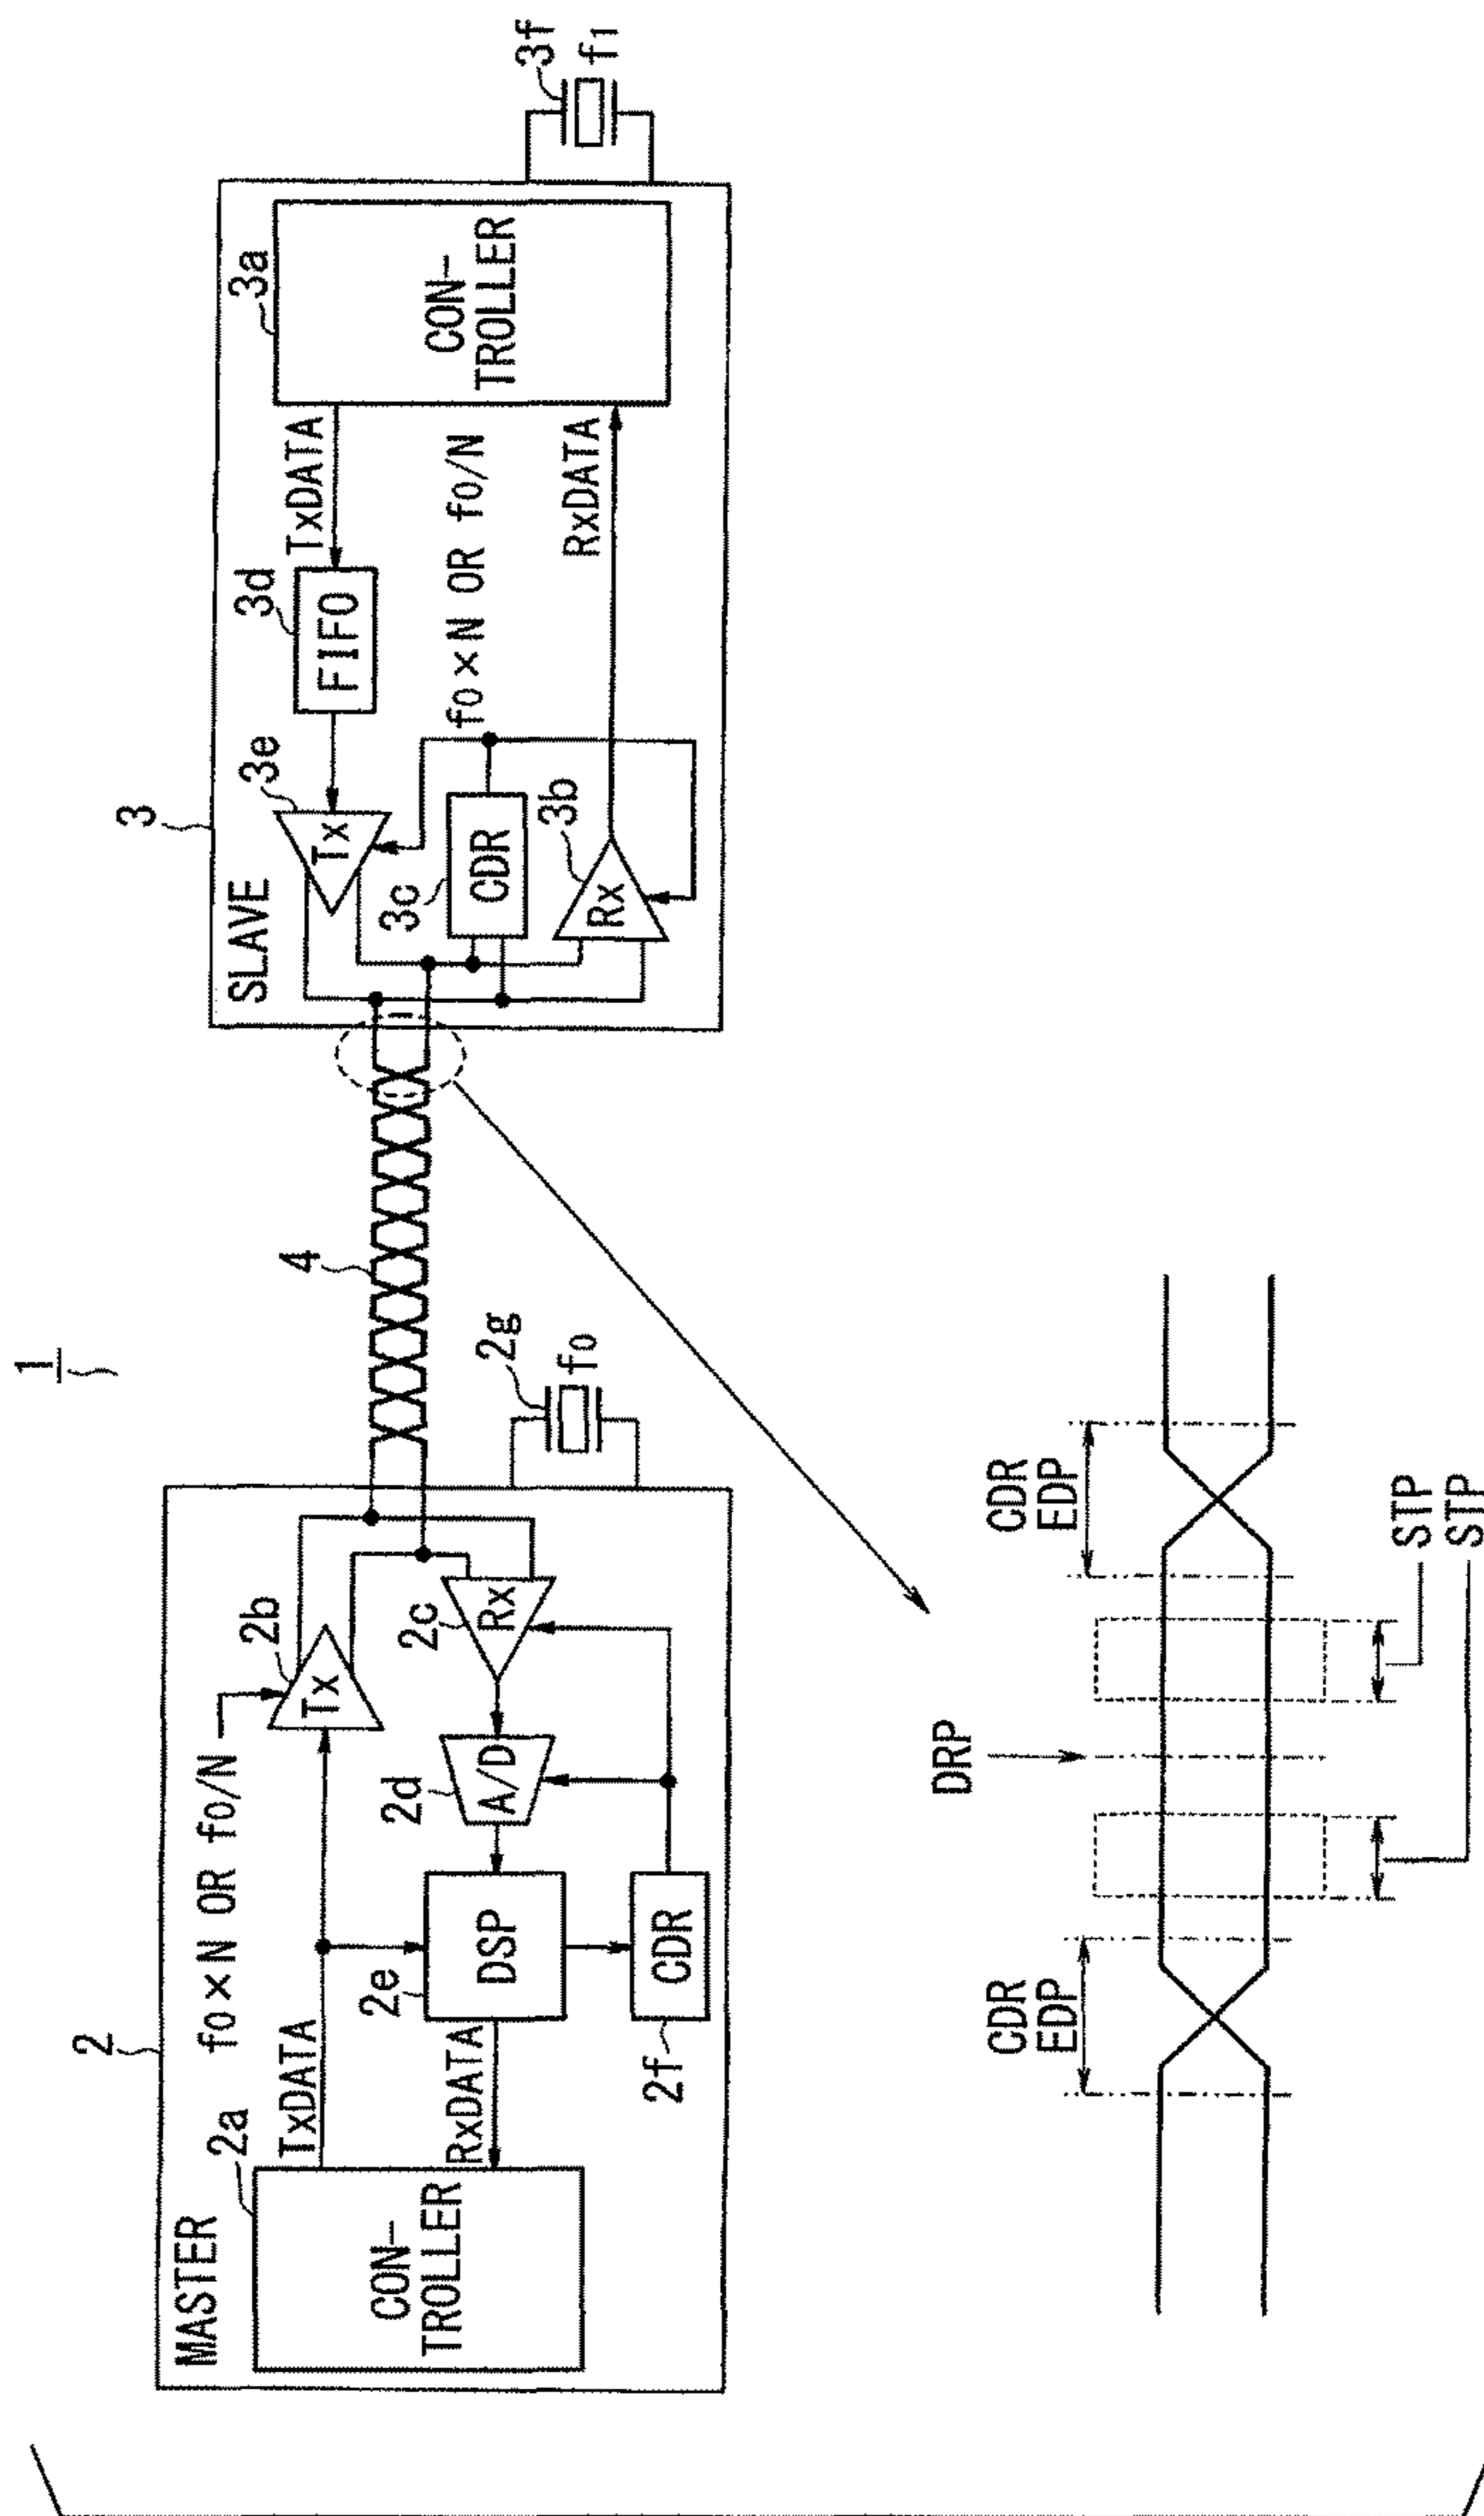 1
2
MASTER
f0×N OR f0/N
2a
CON-
TROLLER
TxDATA
RxDATA
2b
Tx
2c
Rx
2d
A/D
2e
DSP
2f
CDR
2g
f0
4
3
SLAVE
3e
Tx
3d
FIFO
TxDATA
3a
CON-
TROLLER
3c
CDR
f0×N OR f0/N
3b
Rx
RxDATA
3f
f1
CDR
EDP
DRP
CDR
EDP
STP
STP